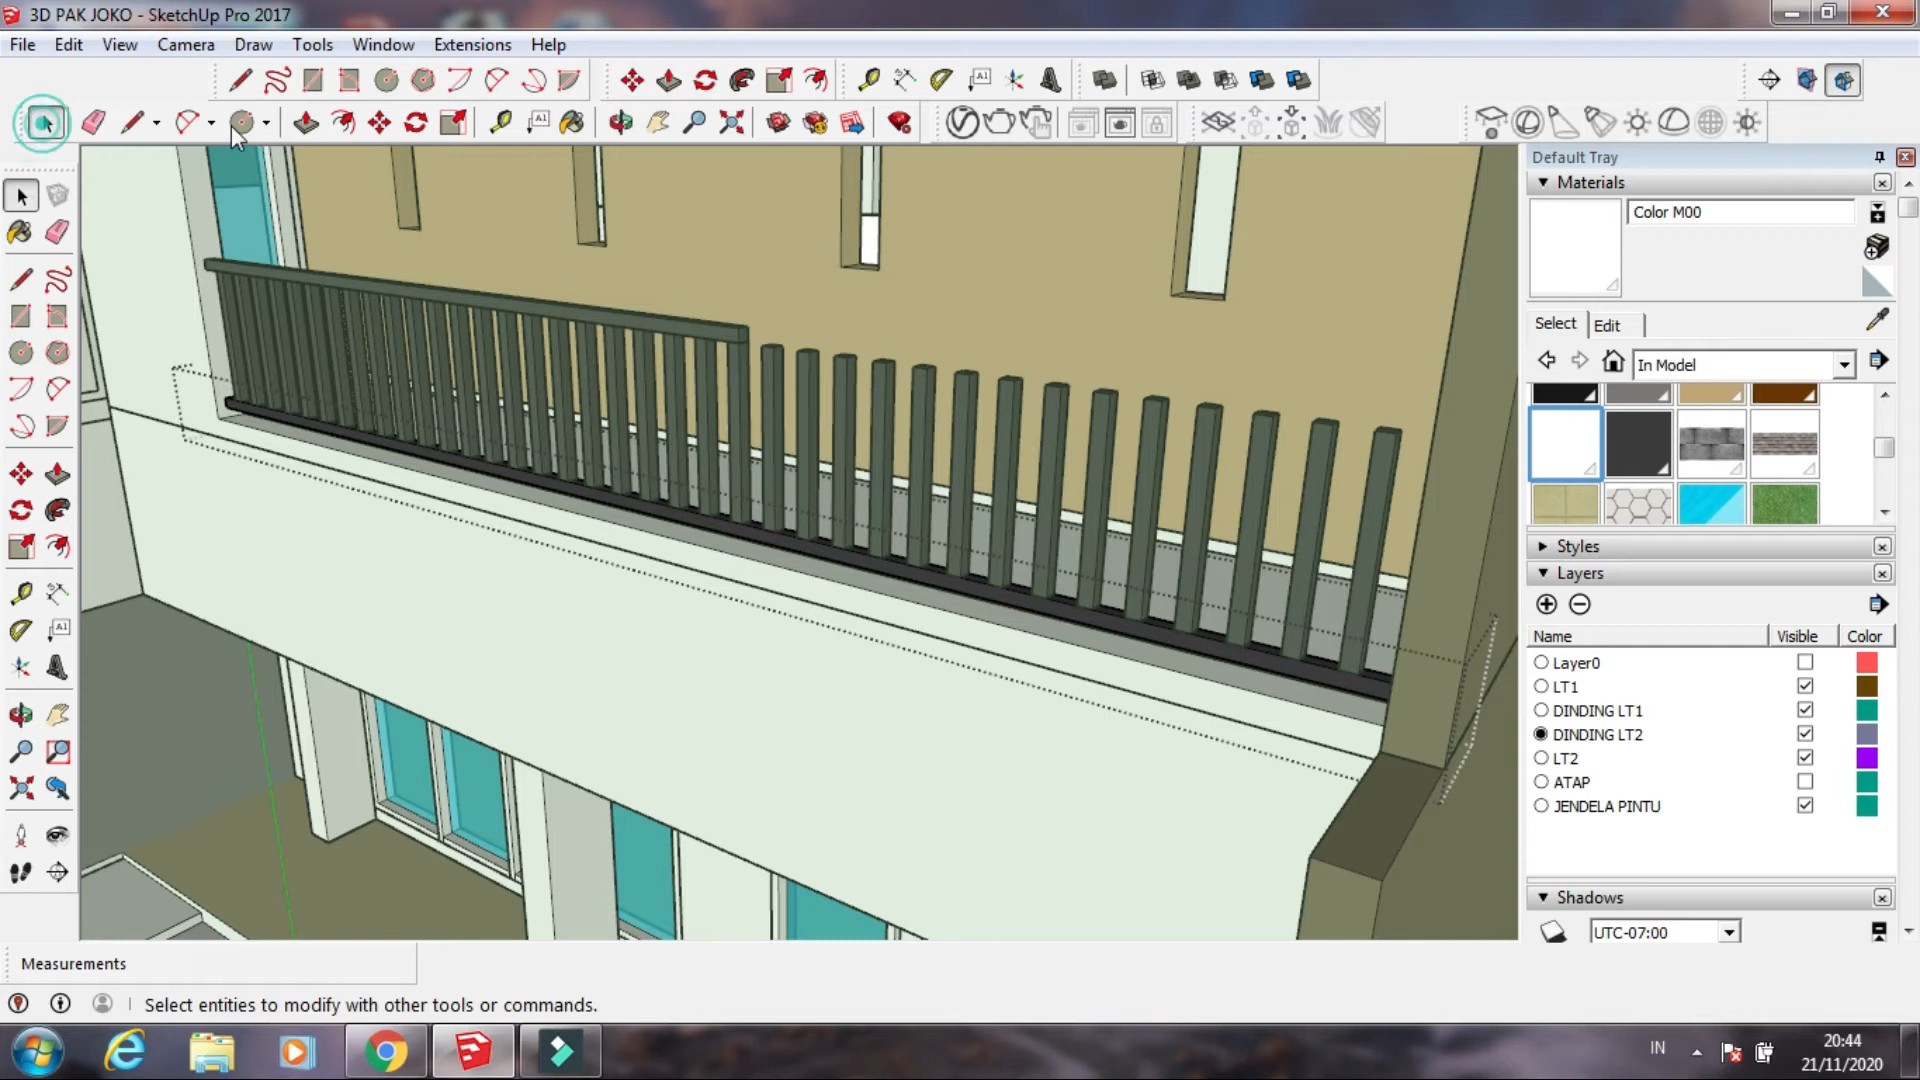 3D PAK JOKO - SketchUp Pro 2017
File Edit View Camera Draw Tools Window Extensions Help
A1
A1
Default Tray
Materials
Color M00
Select Edit
In Model
Styles
Layers
Name Visible Color
Layer0
LT1
DINDING LT1
DINDING LT2
LT2
ATAP
JENDELA PINTU
Shadows
UTC-07:00
A1
Measurements
Select entities to modify with other tools or commands.
IN
20:44
21/11/2020